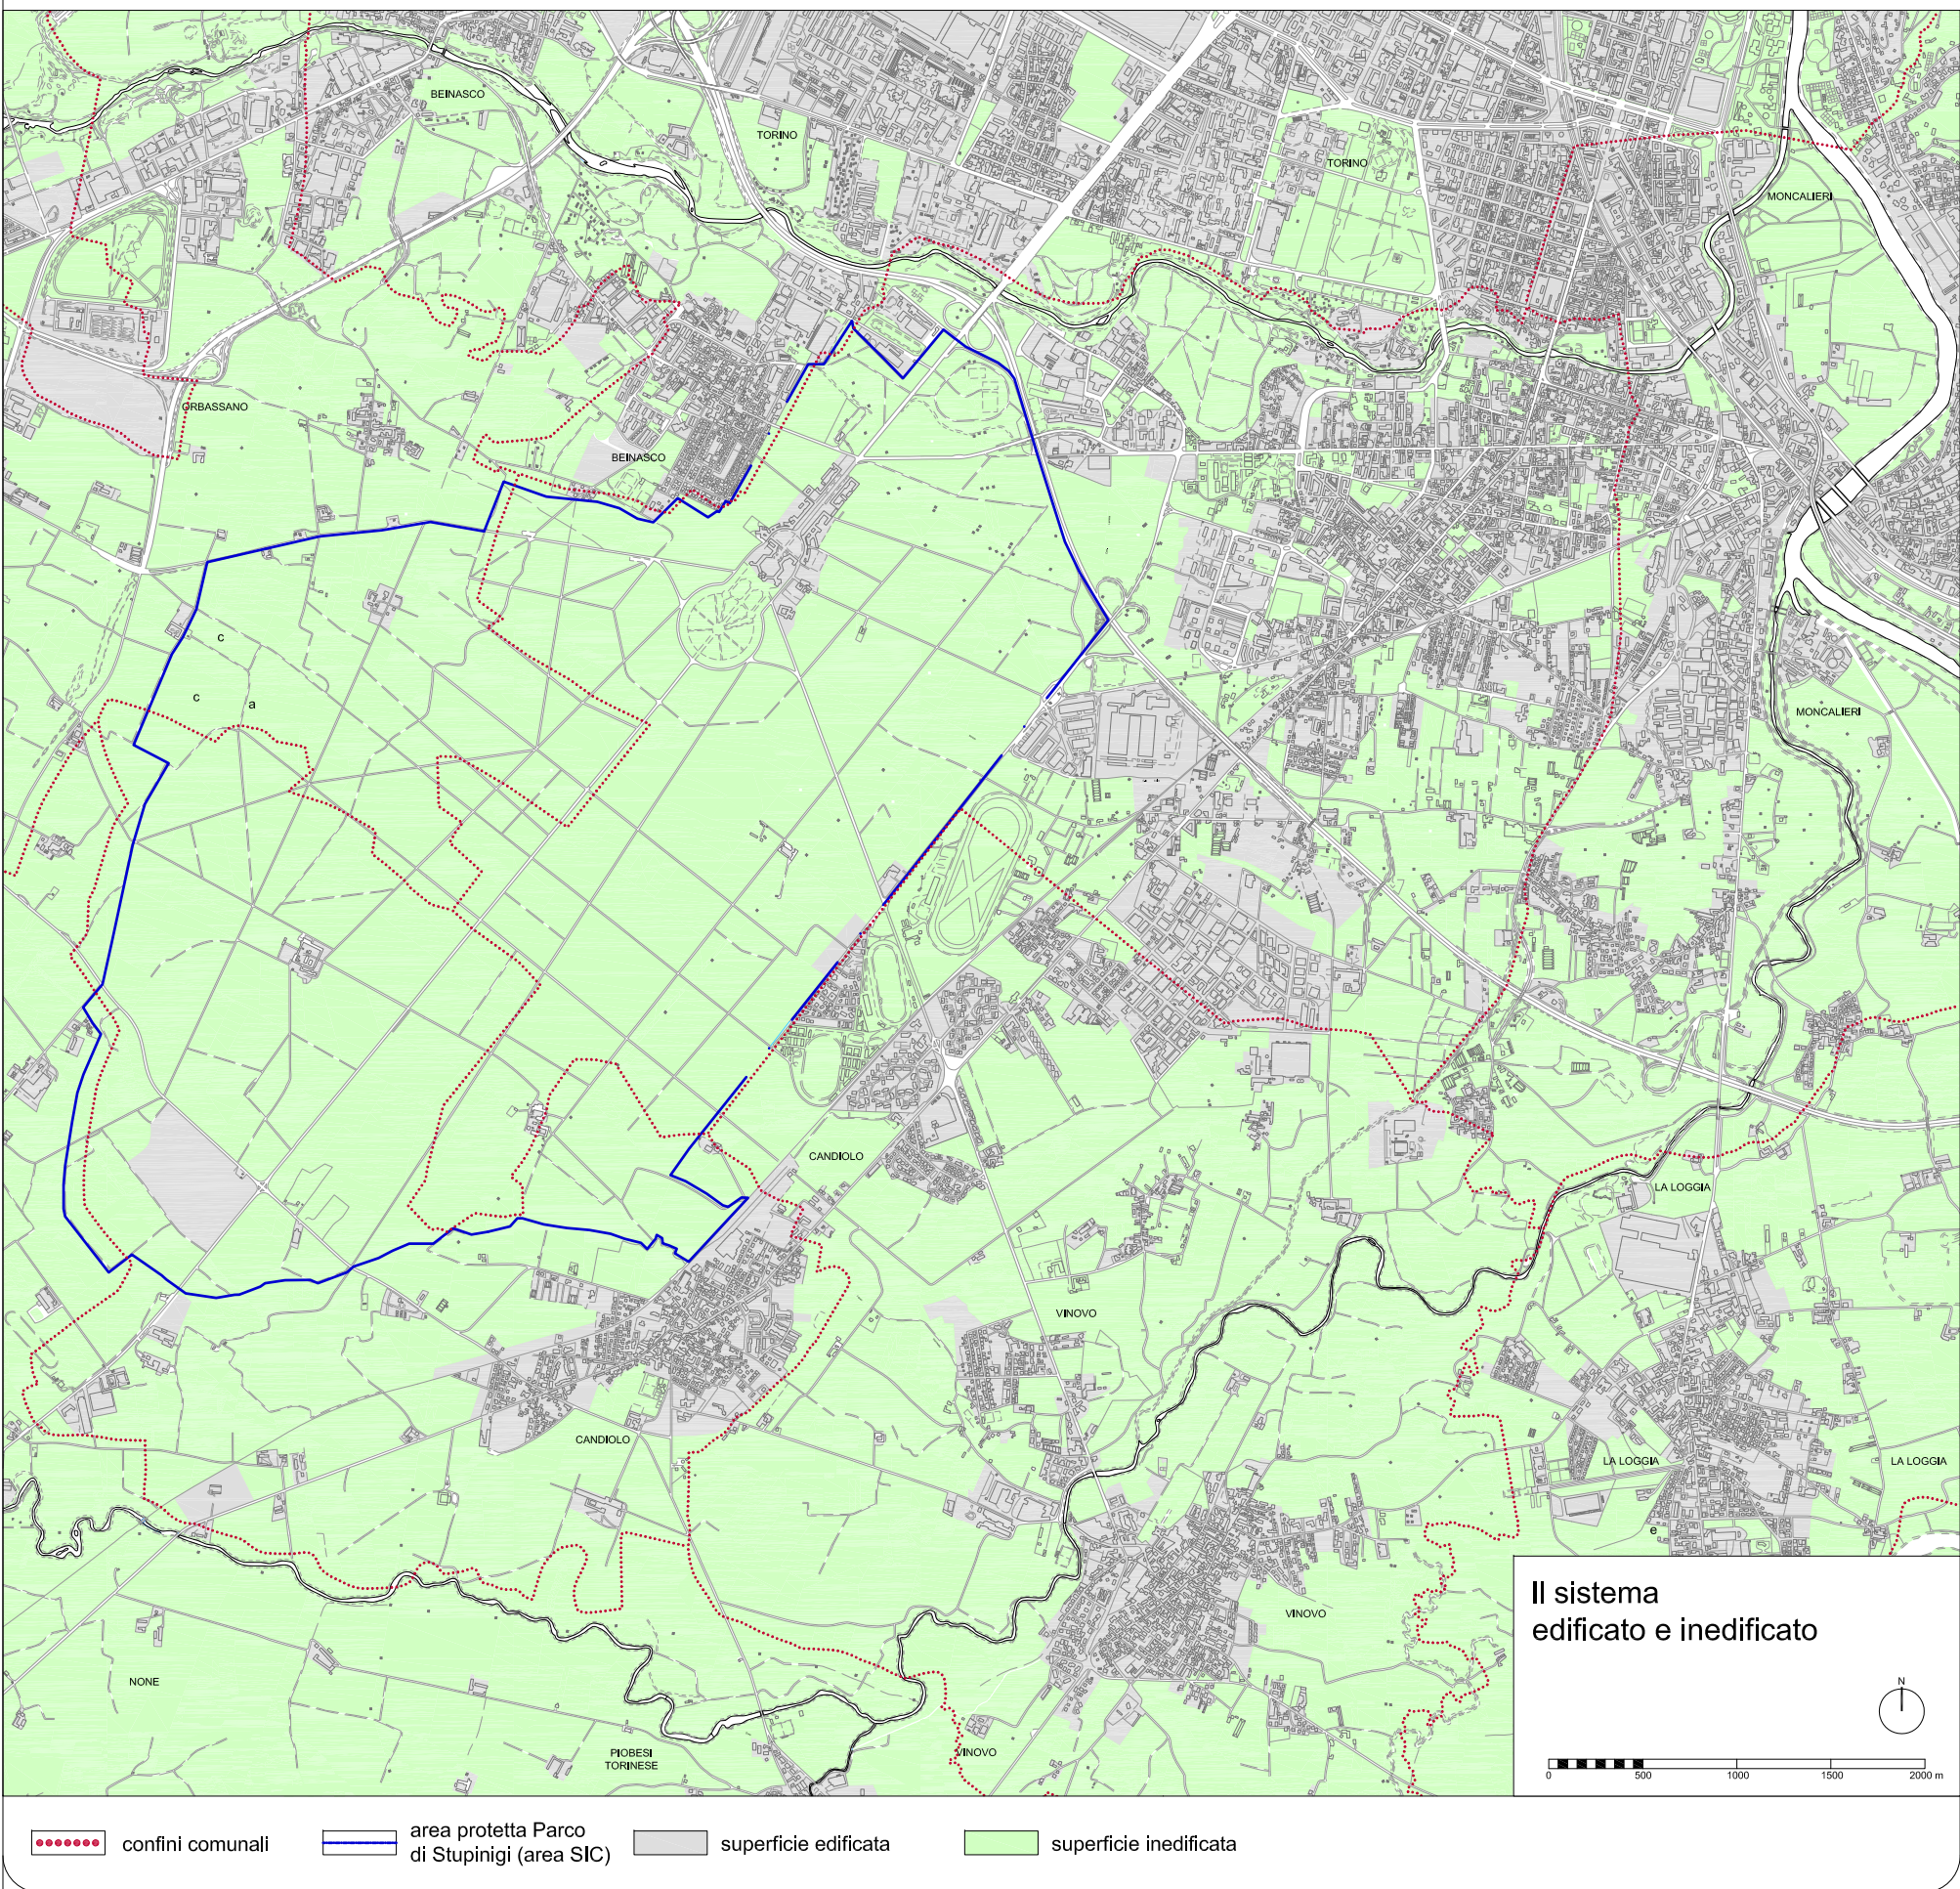 BEINASCO
TORINO
TORINO
MONCALIERI
ORBASSANO
BEINASCO
c
c
a
MONCALIERI
CANDIOLO
LA LOGGIA
VINOVO
CANDIOLO
LA LOGGIA
LA LOGGIA
e
VINOVO
NONE
PIOBESI
TORINESE
VINOVO
Il sistema
edificato e inedificato
N
0 500 1000 1500 2000 m
confini comunali
area protetta Parco
di Stupinigi (area SIC)
superficie edificata
superficie inedificata